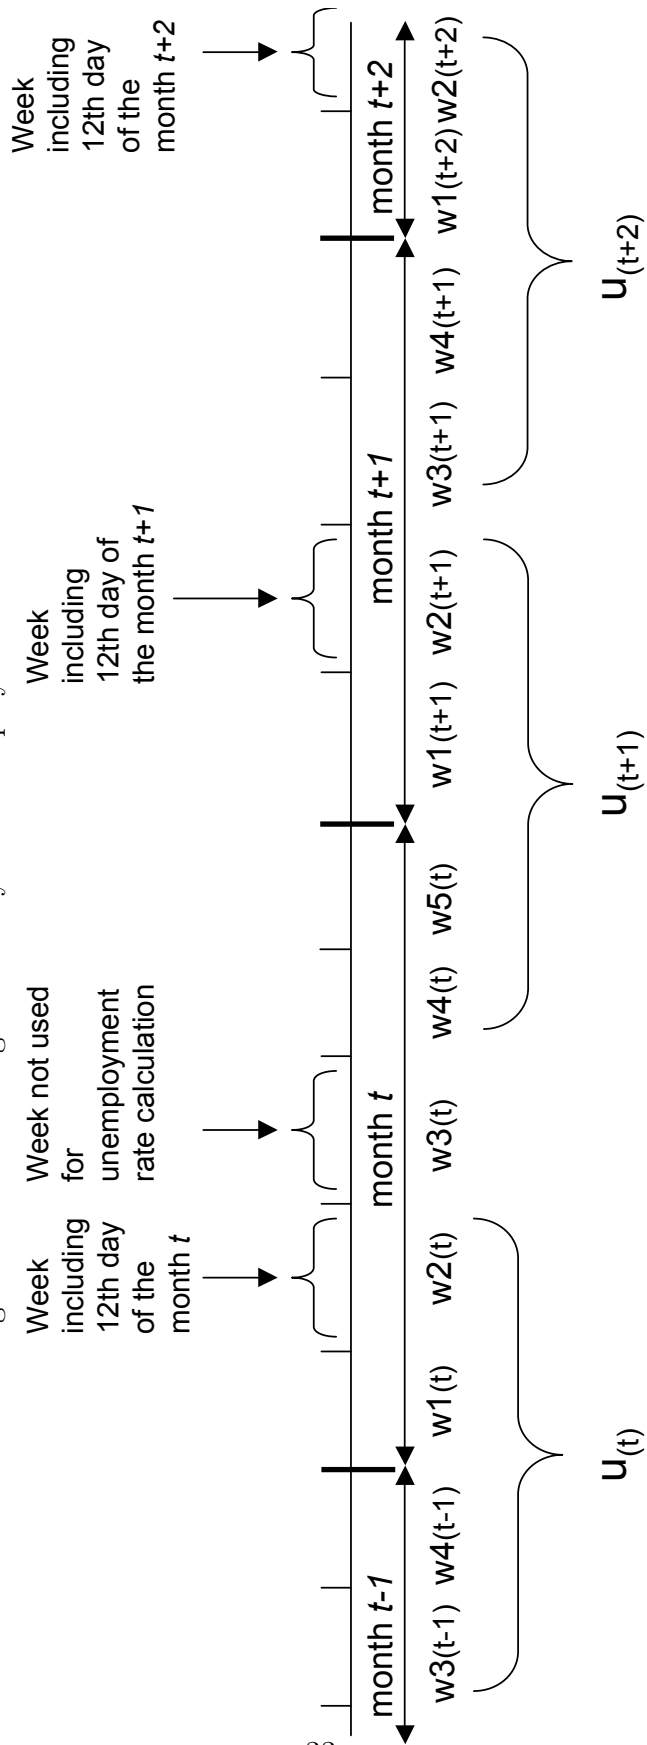 Week
including
12th day
of the
month t
Week not used
for
unemployment
rate calculation
Week
including
12th day of
the month t+1
Week
including
12th day
of the
month t+2
month t-1
month t
month t+1
month t+2
w3(t-1) w4(t-1) w1(t) w2(t) w3(t) w4(t) w5(t) w1(t+1) w2(t+1) w3(t+1) w4(t+1) w1(t+2) w2(t+2)
u(t)
u(t+1)
u(t+2)